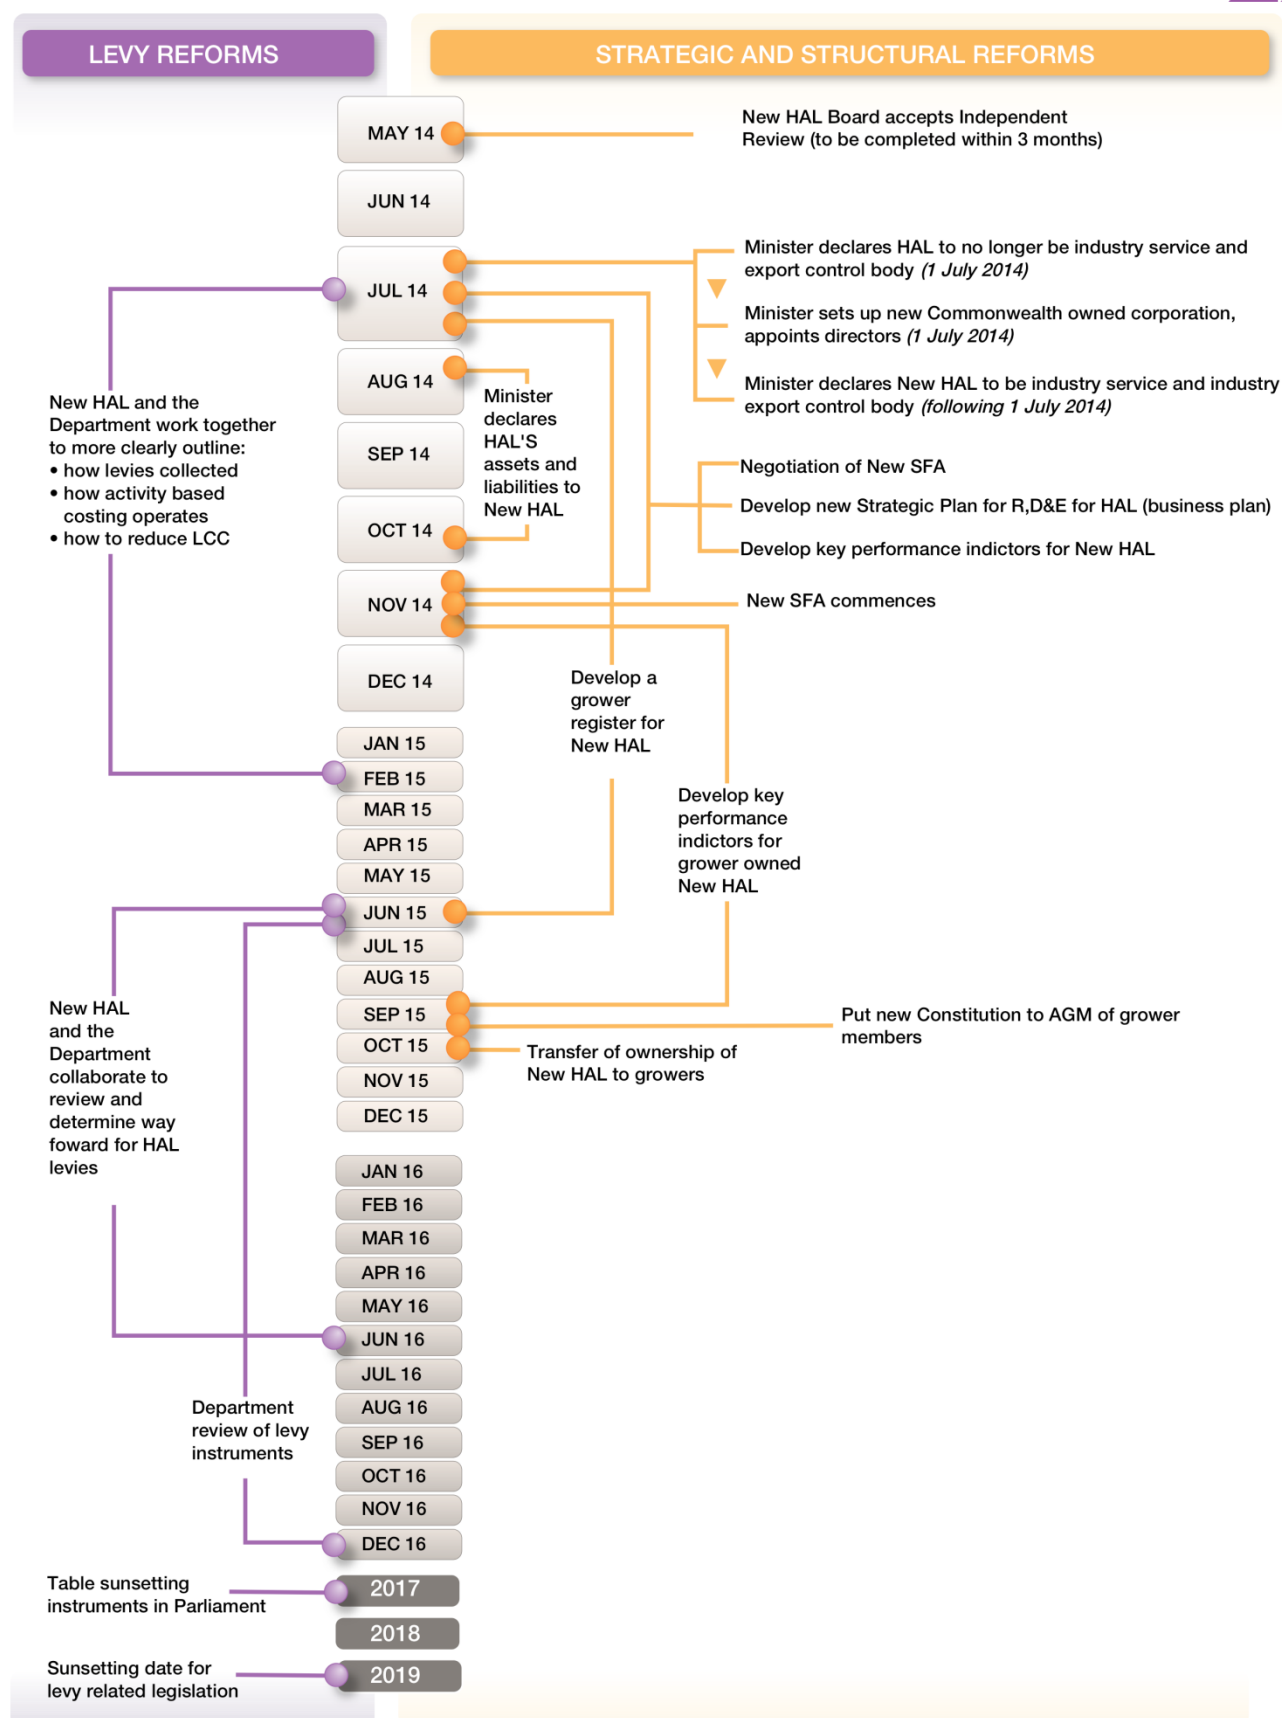 LEVY REFORMS
STRATEGIC AND STRUCTURAL REFORMS
MAY 14
New HAL Board accepts Independent
Review (to be completed within 3 months)
JUN 14
JUL 14
Minister declares HAL to no longer be industry service and
export control body (1 July 2014)
Minister sets up new Commonwealth owned corporation,
appoints directors (1 July 2014)
Minister declares New HAL to be industry service and industry
export control body (following 1 July 2014)
New HAL and the
Department work together
to more clearly outline:
• how levies collected
• how activity based
costing operates
• how to reduce LCC
AUG 14
SEP 14
OCT 14
Minister
declares
HAL'S
assets and
liabilities to
New HAL
Negotiation of New SFA
Develop new Strategic Plan for R,D&E for HAL (business plan)
Develop key performance indictors for New HAL
NOV 14
New SFA commences
DEC 14
Develop a
grower
register for
New HAL
JAN 15
FEB 15
MAR 15
APR 15
MAY 15
Develop key
performance
indictors for
grower owned
New HAL
JUN 15
JUL 15
AUG 15
SEP 15
Put new Constitution to AGM of grower
members
OCT 15
Transfer of ownership of
New HAL to growers
NOV 15
DEC 15
New HAL
and the
Department
collaborate to
review and
determine way
foward for HAL
levies
JAN 16
FEB 16
MAR 16
APR 16
MAY 16
JUN 16
JUL 16
AUG 16
SEP 16
OCT 16
NOV 16
DEC 16
Department
review of levy
instruments
Table sunsetting
instruments in Parliament
2017
2018
Sunsetting date for
levy related legislation
2019